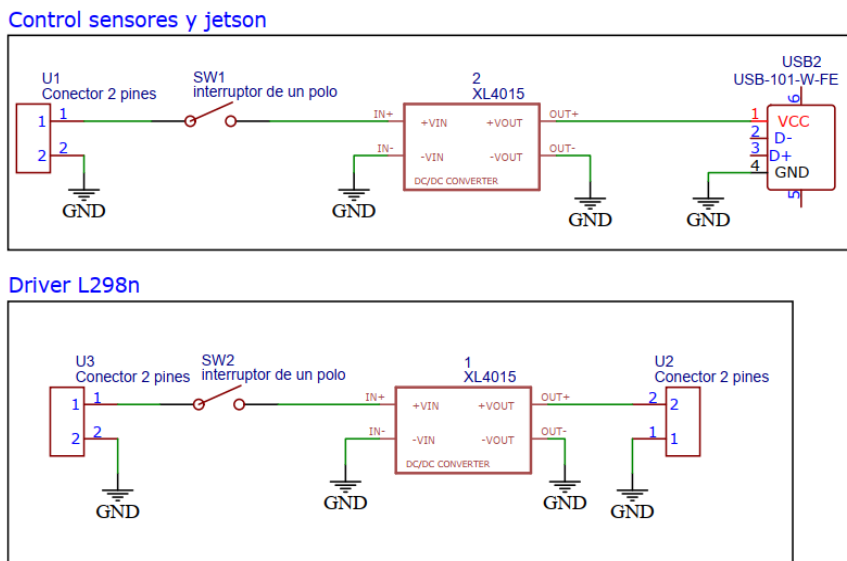 Control sensores y jetson
U1
Conector 2 pines
SW1
interruptor de un polo
2
XL4015
USB2
USB-101-W-FE
1 1
2 2
IN+
IN-
+VIN +VOUT
-VIN -VOUT
DC/DC CONVERTER
OUT+
OUT-
6
1 VCC
2 D-
3 D+
4 GND
5
GND
GND
GND
GND
Driver L298n
U3
Conector 2 pines
SW2
interruptor de un polo
1
XL4015
U2
Conector 2 pines
1 1
2 2
IN+
IN-
+VIN +VOUT
-VIN -VOUT
DC/DC CONVERTER
OUT+
OUT-
2 2
1 1
GND
GND
GND
GND